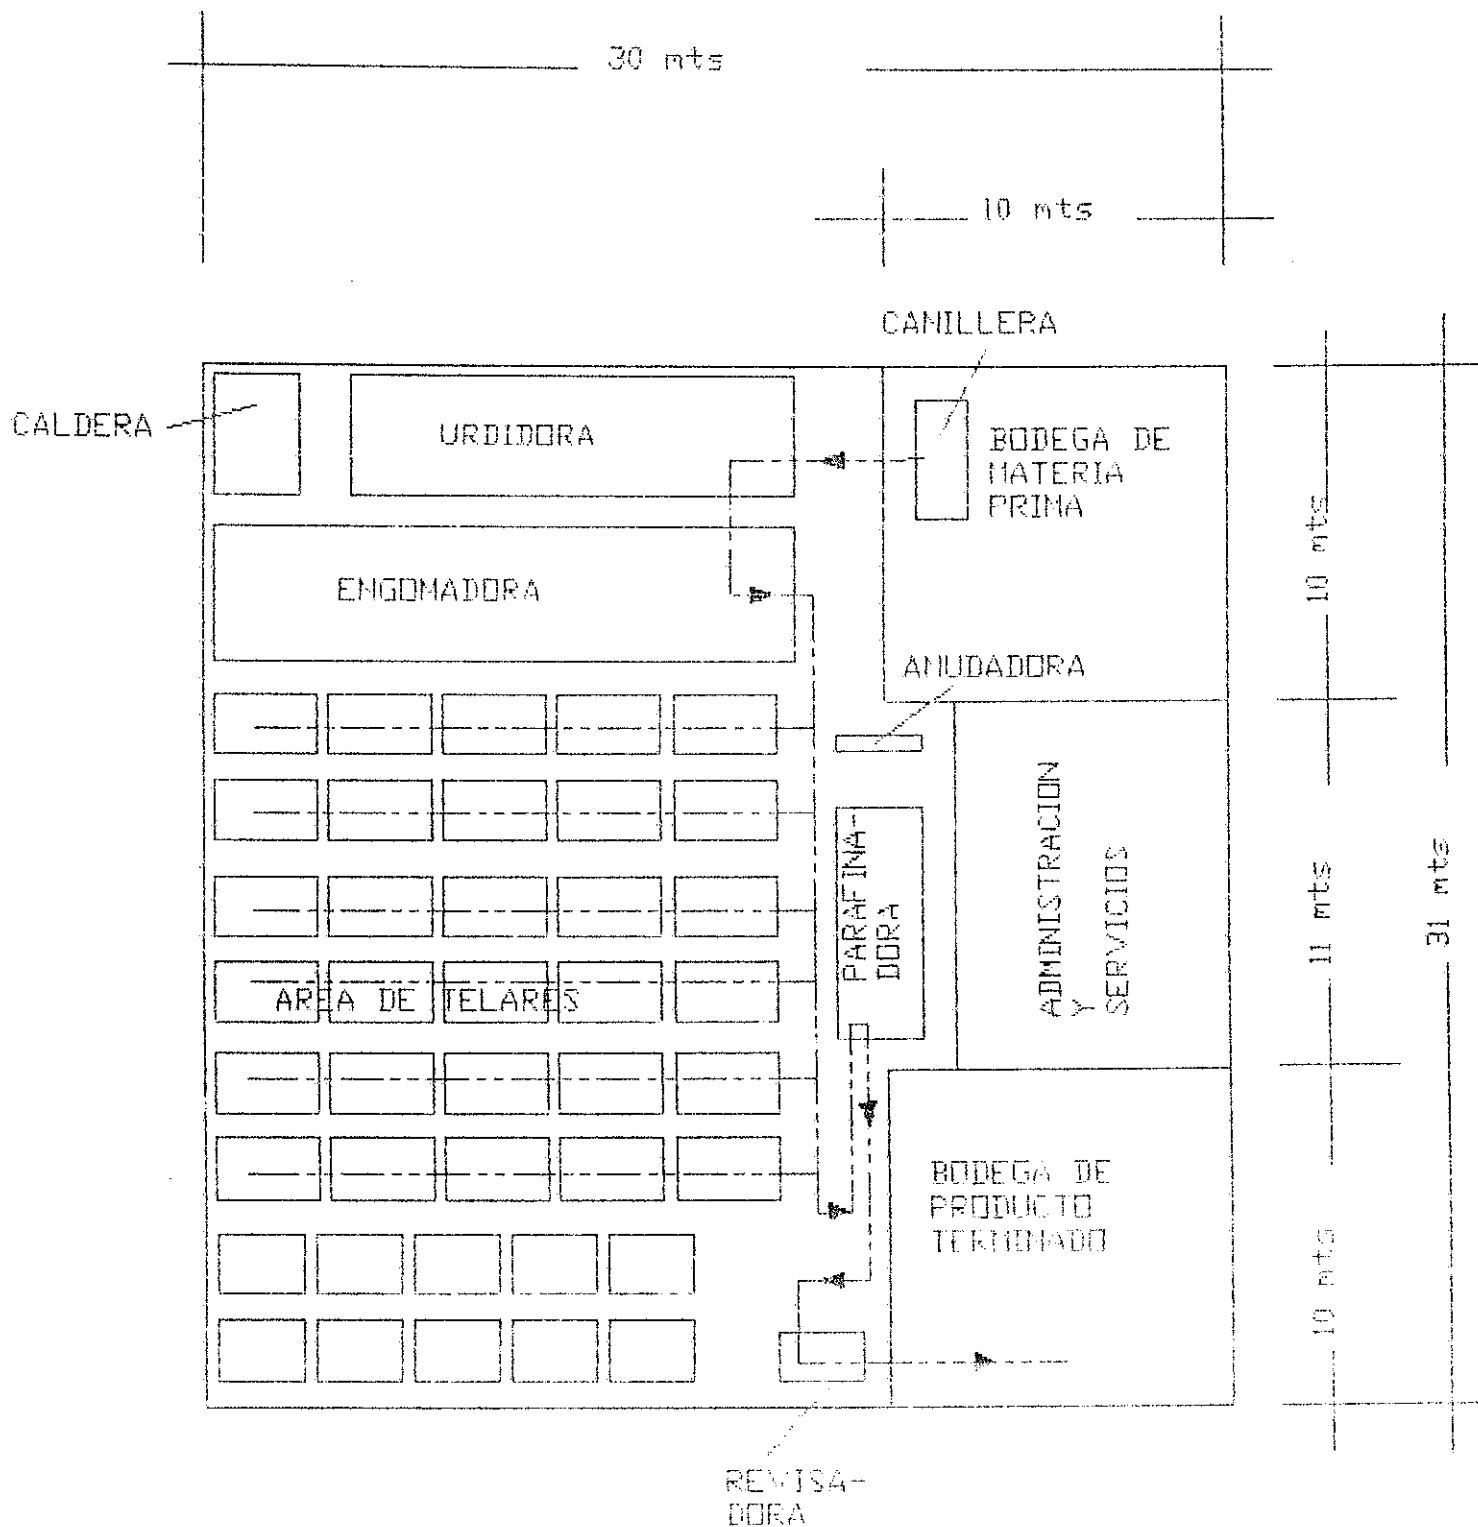 30 mts
10 mts
CANILLERA
CALDERA
URDIDORA
BODEGA DE
MATERIA
PRIMA
10 mts
ENGOMADORA
ANUDADORA
PARAFINA-
DORA
ADMINISTRACION
Y
SERVICIOS
11 mts
31 mts
AREA DE TELARES
BODEGA DE
PRODUCTO
TERMINADO
10 mts
REVISA-
DORA